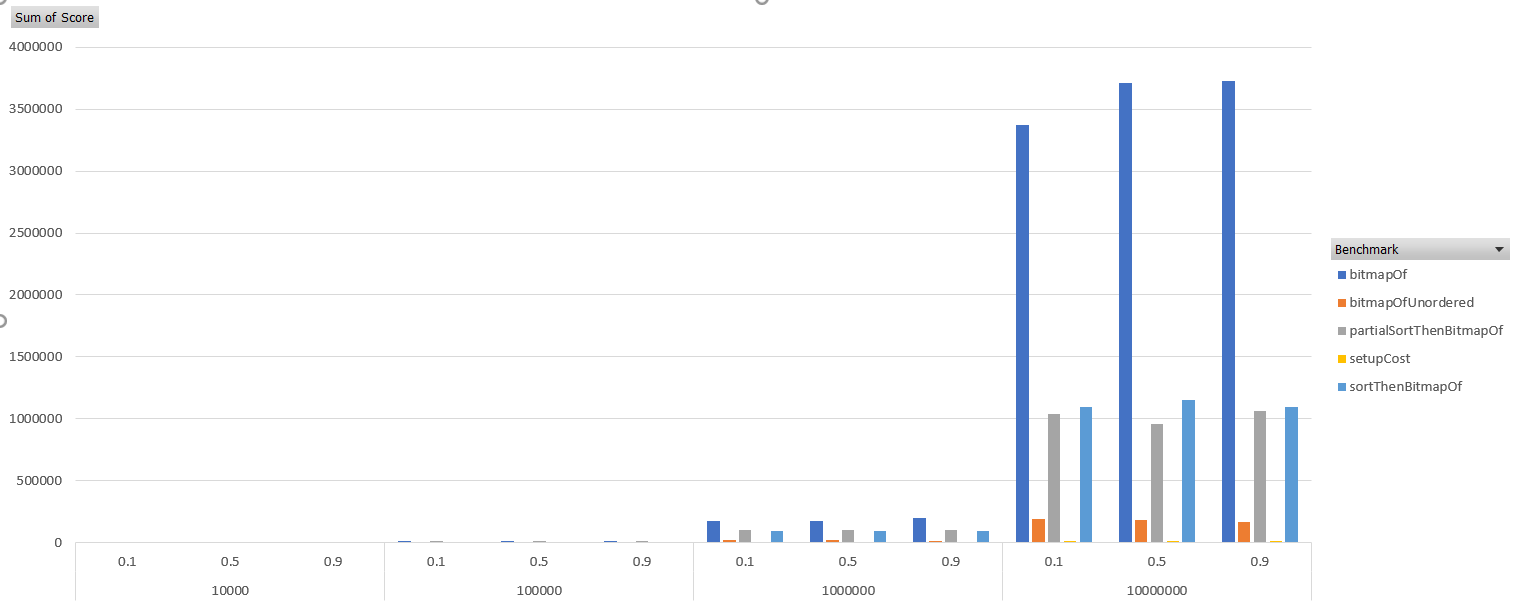 Sum of Score
4000000
3500000
3000000
2500000
2000000
1500000
1000000
500000
0
0.1 0.5 0.9 0.1 0.5 0.9 0.1 0.5 0.9 0.1 0.5 0.9
10000 100000 1000000 10000000
Benchmark
bitmapOf
bitmapOfUnordered
partialSortThenBitmapOf
setupCost
sortThenBitmapOf